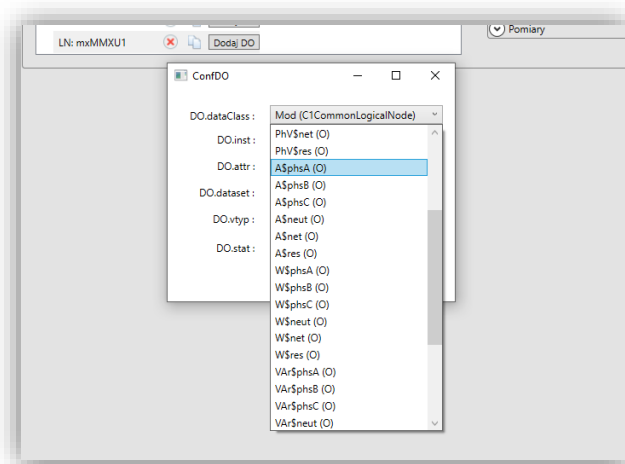 LN: mxMMXU1
Dodaj DO
Pomiary
ConfDO
DO.dataClass :
Mod (C1CommonLogicalNode)
DO.inst :
DO.attr :
DO.dataset :
DO.vtyp :
DO.stat :
PhV$net (O)
PhV$res (O)
A$phsA (O)
A$phsB (O)
A$phsC (O)
A$neut (O)
A$net (O)
A$res (O)
W$phsA (O)
W$phsB (O)
W$phsC (O)
W$neut (O)
W$net (O)
W$res (O)
VAr$phsA (O)
VAr$phsB (O)
VAr$phsC (O)
VAr$neut (O)